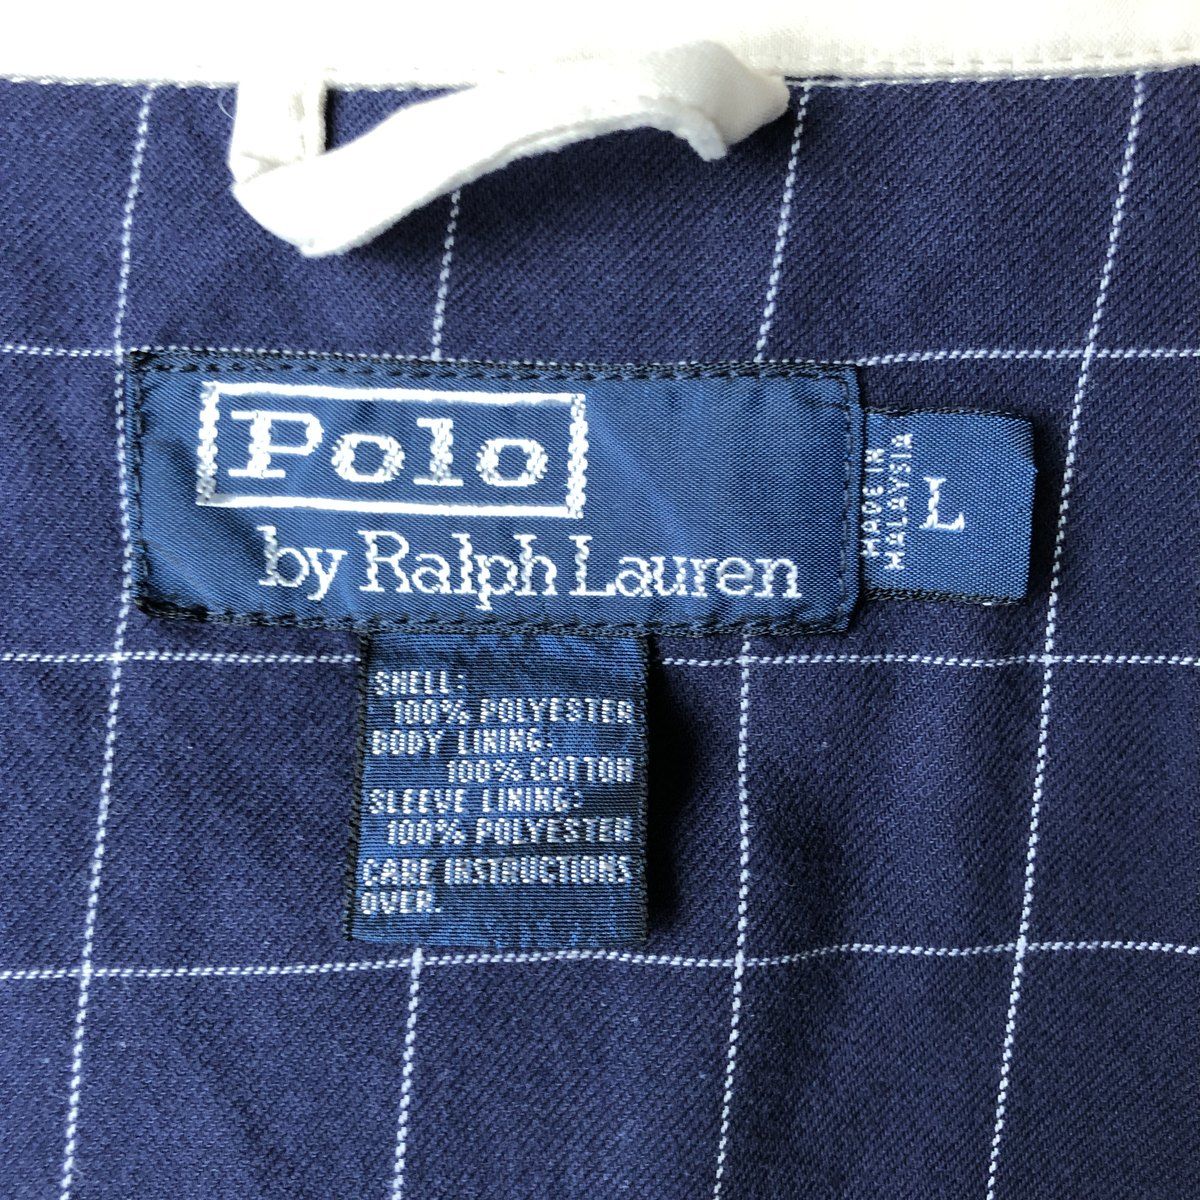 Polo
by Ralph Lauren
MADE IN
MALAYSIA
L
SHELL:
100% POLYESTER
BODY LINING:
100% COTTON
SLEEVE LINING:
100% POLYESTER
CARE INSTRUCTIONS
OVER.